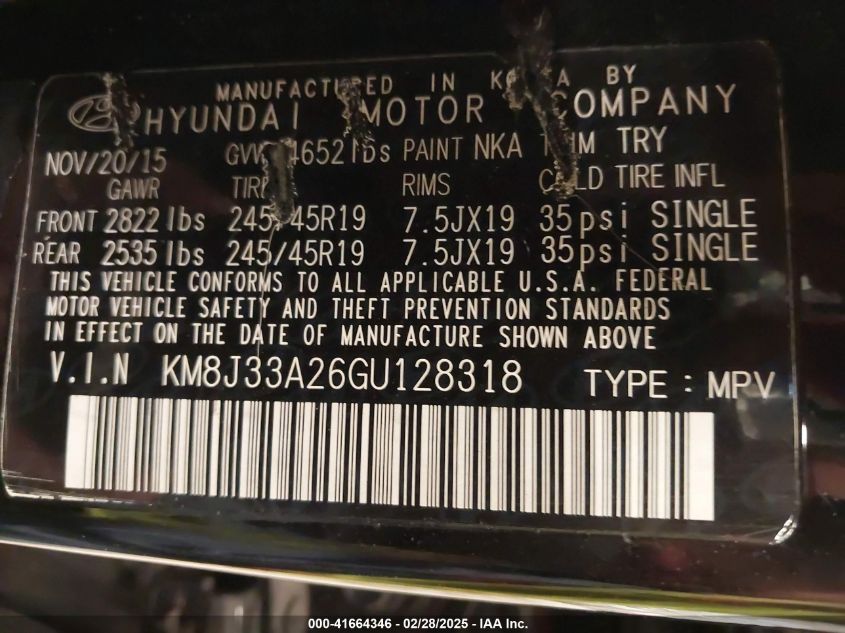 MANUFACTURED IN KOREA BY
HYUNDAI MOTOR COMPANY
NOV/20/15 GVWR 4652 lbs PAINT NKA TRIM TRY
GAWR TIRE RIMS COLD TIRE INFL
FRONT 2822 lbs 245/45R19 7.5JX19 35psi SINGLE
REAR 2535 lbs 245/45R19 7.5JX19 35psi SINGLE
THIS VEHICLE CONFORMS TO ALL APPLICABLE U.S.A. FEDERAL
MOTOR VEHICLE SAFETY AND THEFT PREVENTION STANDARDS
IN EFFECT ON THE DATE OF MANUFACTURE SHOWN ABOVE
V.I.N KM8J33A26GU128318 TYPE : MPV
000-41664346 / 02/28/2025 - IAA Inc.